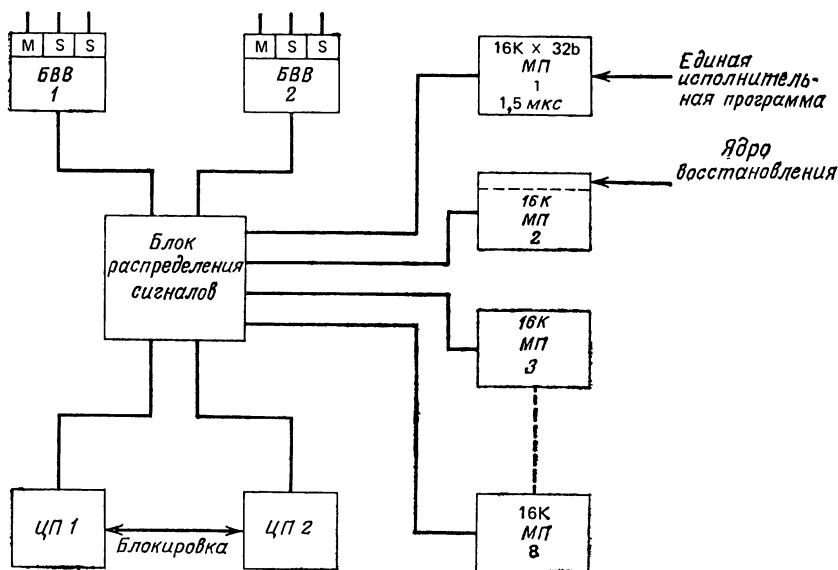 M S S
БВВ
1
M S S
БВВ
2
16K × 32b
МП
1
1,5 мкс
Единая
исполнитель-
ная программа
Ядро
восстановления
16K
МП
2
Блок
распределения
сигналов
16K
МП
3
ЦП 1
Блокировка
ЦП 2
16K
МП
8